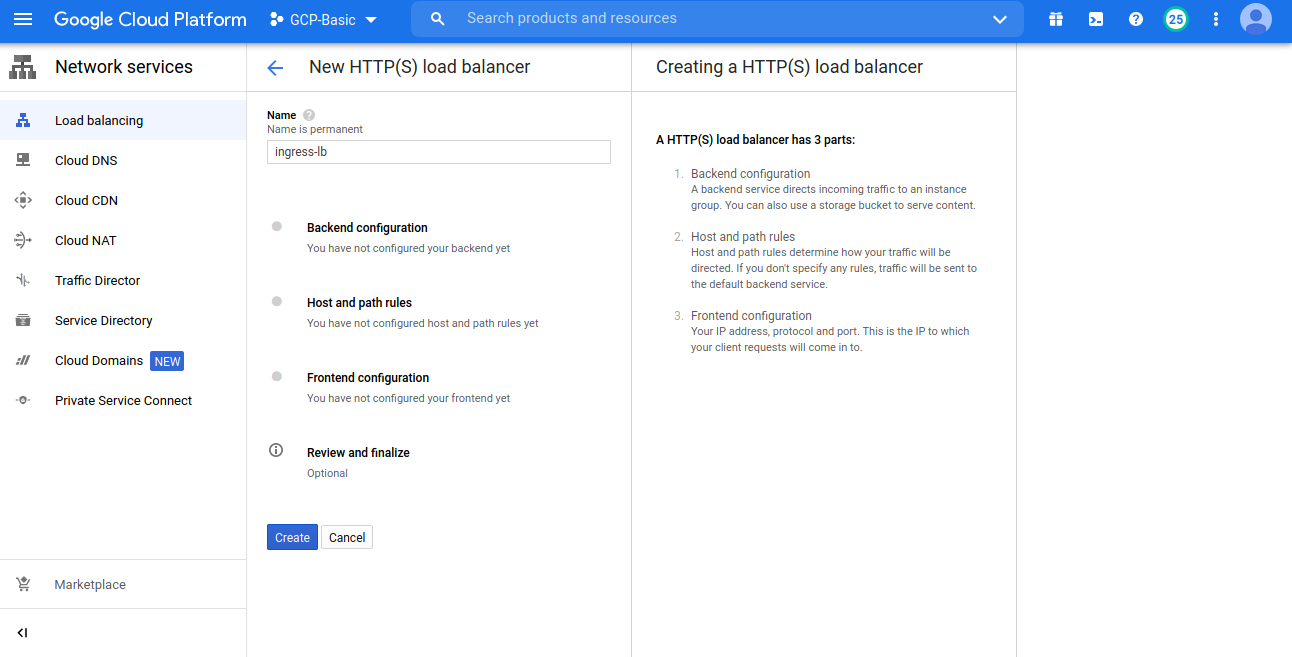 Google Cloud Platform
GCP-Basic
Search products and resources
25
Network services
Load balancing
Cloud DNS
Cloud CDN
Cloud NAT
Traffic Director
Service Directory
Cloud Domains NEW
Private Service Connect
Marketplace
New HTTP(S) load balancer
Name
Name is permanent
ingress-lb
Backend configuration
You have not configured your backend yet
Host and path rules
You have not configured host and path rules yet
Frontend configuration
You have not configured your frontend yet
Review and finalize
Optional
Create
Cancel
Creating a HTTP(S) load balancer
A HTTP(S) load balancer has 3 parts:
1. Backend configuration
A backend service directs incoming traffic to an instance
group. You can also use a storage bucket to serve content.
2. Host and path rules
Host and path rules determine how your traffic will be
directed. If you don't specify any rules, traffic will be sent to
the default backend service.
3. Frontend configuration
Your IP address, protocol and port. This is the IP to which
your client requests will come in to.